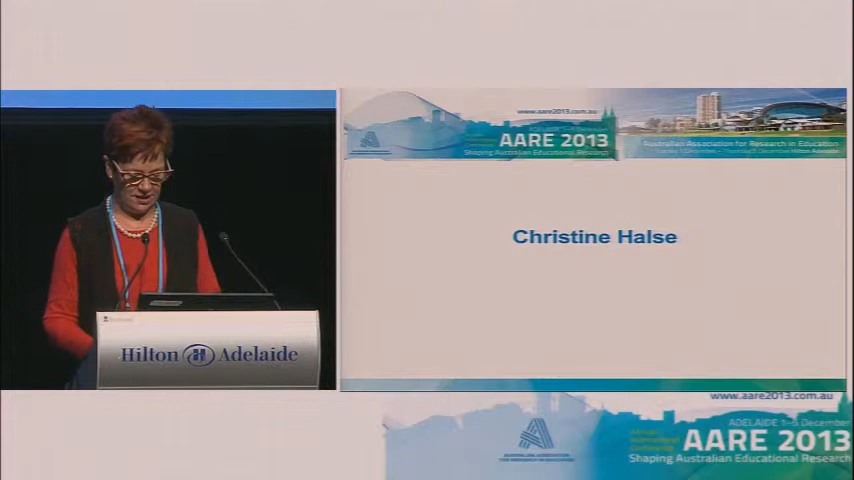 www.aare2013.com.au
AARE 2013
Shaping Australian Educational Research
Australian Association for Research in Education
Christine Halse
Hilton Adelaide
www.aare2013.com.au
ADELAIDE 1-5 December
AARE 2013
Shaping Australian Educational Research